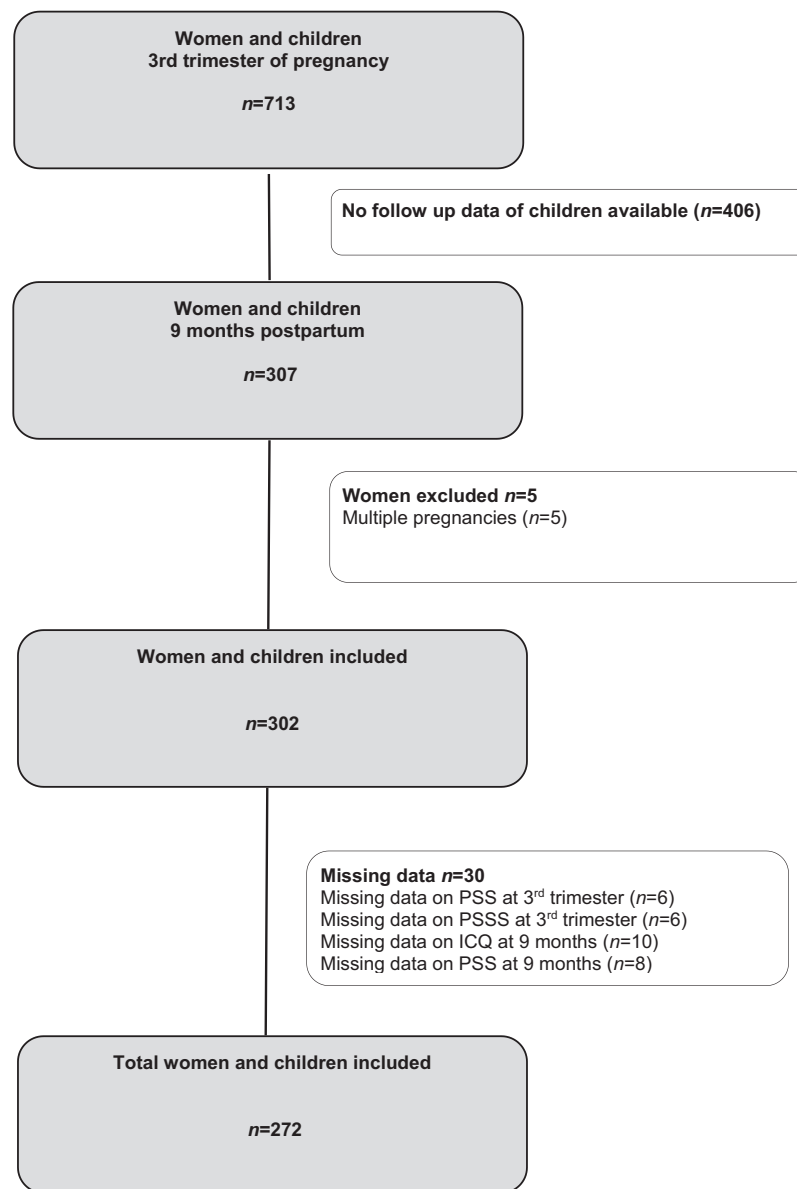 Women and children
3rd trimester of pregnancy
n=713
No follow up data of children available (n=406)
Women and children
9 months postpartum
n=307
Women excluded n=5
Multiple pregnancies (n=5)
Women and children included
n=302
Missing data n=30
Missing data on PSS at 3rd trimester (n=6)
Missing data on PSSS at 3rd trimester (n=6)
Missing data on ICQ at 9 months (n=10)
Missing data on PSS at 9 months (n=8)
Total women and children included
n=272